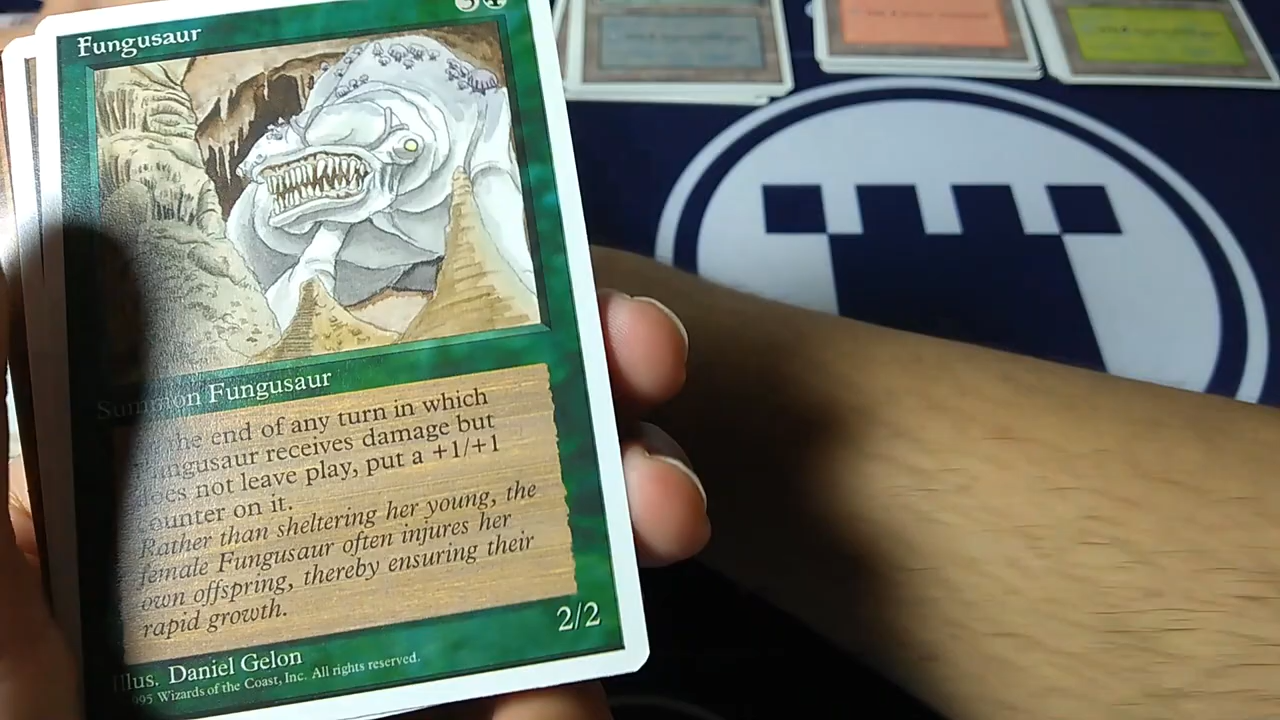 Fungusaur
3
Summon Fungusaur
the end of any turn in which
Fungusaur receives damage but
does not leave play, put a +1/+1
counter on it.
Rather than sheltering her young, the
female Fungusaur often injures her
own offspring, thereby ensuring their
rapid growth.
2/2
Illus. Daniel Gelon
995 Wizards of the Coast, Inc. All rights reserved.